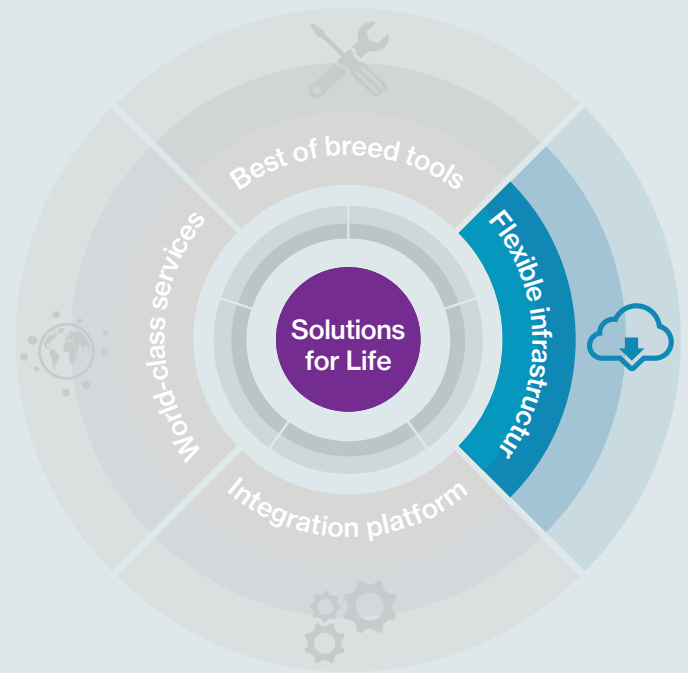 Best of breed tools
Flexible infrastructur
World-class services
Solutions
for Life
Integration platform